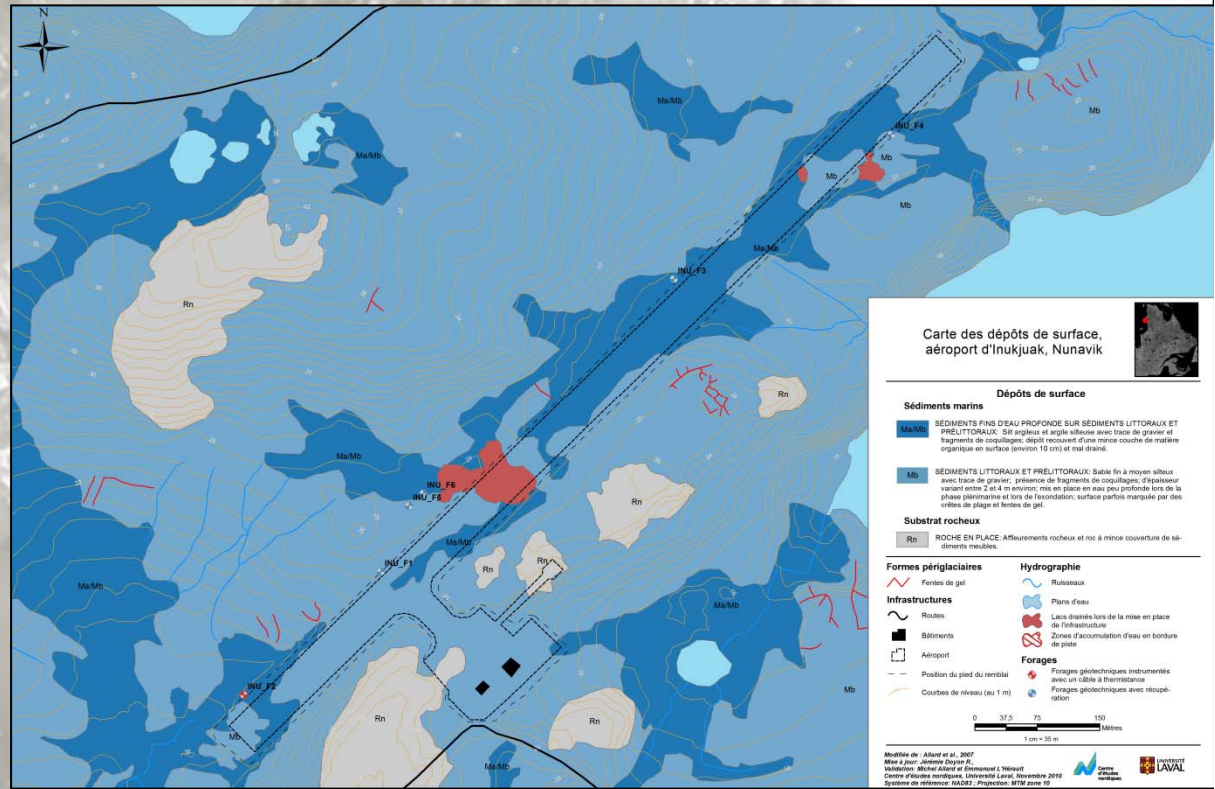 N
Ma/Mb
Ma/Mb
INU_F4
Mb
Mb
Mb
Mb
Ma/Mb
INU_F3
Rn
Rn
Ma/Mb
INU_F6
INU_F5
Rn
Ma/Mb
INU_F1
Rn
Rn
Ma/Mb
Ma/Mb
INU_F2
Mb
Rn
Rn
Mb
Ma/Mb
Carte des dépôts de surface,
aéroport d'Inukjuak, Nunavik
Dépôts de surface
Sédiments marins
Ma/Mb
SÉDIMENTS FINS D'EAU PROFONDE SUR SÉDIMENTS LITTORAUX ET
PRÉLITTORAUX: Silt argileux et argile silteuse avec trace de gravier et
fragments de coquillages; dépôt recouvert d'une mince couche de matière
organique en surface (environ 10 cm) et mal drainé.
Mb
SÉDIMENTS LITTORAUX ET PRÉLITTORAUX: Sable fin à moyen silteux
avec trace de gravier; présence de fragments de coquillages; d'épaisseur
variant entre 2 et 4 m environ; mis en place en eau peu profonde lors de la
phase plénimarine et lors de l'exondation; surface parfois marquée par des
crêtes de plage et fentes de gel.
Substrat rocheux
Rn
ROCHE EN PLACE: Affleurements rocheux et roc à mince couverture de sé-
diments meubles.
Formes périglaciaires
Fentes de gel
Infrastructures
Routes
Bâtiments
Aéroport
Position du pied du remblai
Courbes de niveau (au 1 m)
Hydrographie
Ruisseaux
Plans d'eau
Lacs drainés lors de la mise en place
de l'infrastructure
Zones d'accumulation d'eau en bordure
de piste
Forages
Forages géotechniques instrumentés
avec un câble à thermistance
Forages géotechniques avec récupé-
ration
0 37,5 75 150
Mètres
1 cm = 35 m
Modifiée de : Allard et al., 2007
Mise à jour: Jérémie Doyon R.,
Validation: Michel Allard et Emmanuel L'Hérault
Centre d'études nordiques, Université Laval, Novembre 2010
Système de référence: NAD83 ; Projection: MTM zone 10
Centre
d'études
nordiques
UNIVERSITÉ
LAVAL